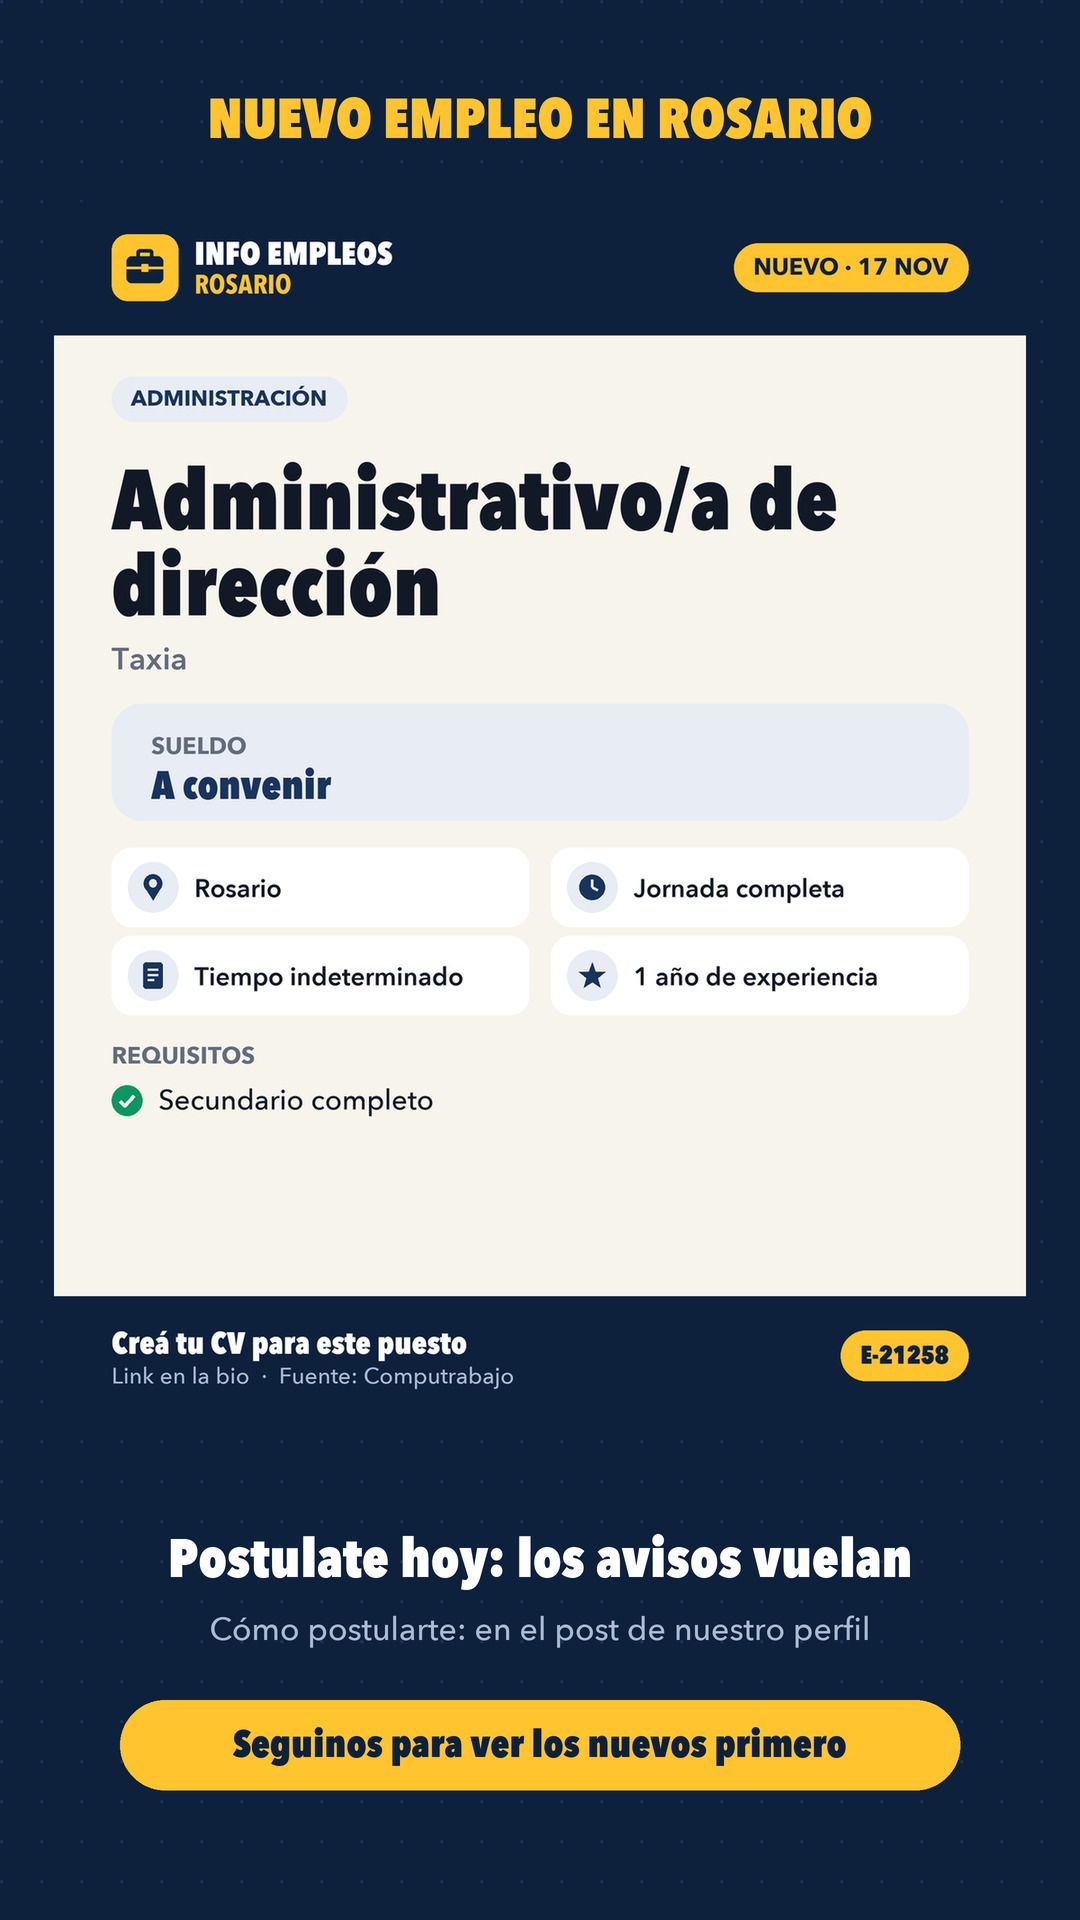 NUEVO EMPLEO EN ROSARIO
INFO EMPLEOS
ROSARIO
NUEVO · 17 NOV
ADMINISTRACIÓN
Administrativo/a de
dirección
Taxia
SUELDO
A convenir
Rosario
Jornada completa
Tiempo indeterminado
1 año de experiencia
REQUISITOS
Secundario completo
Creá tu CV para este puesto
Link en la bio · Fuente: Computrabajo
E-21258
Postulate hoy: los avisos vuelan
Cómo postularte: en el post de nuestro perfil
Seguinos para ver los nuevos primero